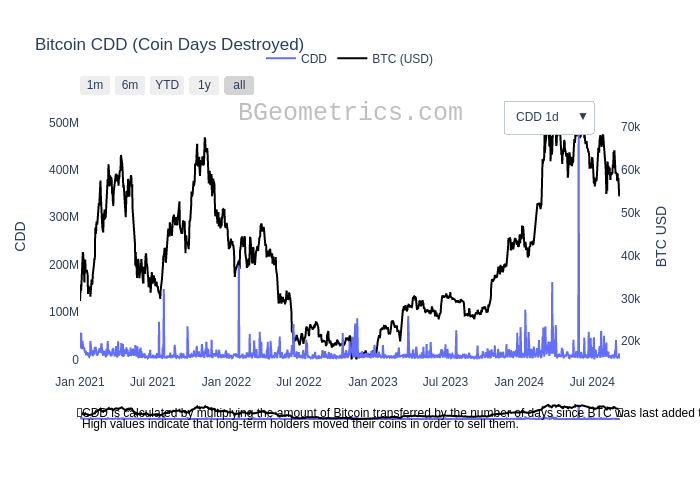 Bitcoin CDD (Coin Days Destroyed)
CDD
BTC (USD)
1m 6m YTD 1y all
BGeometrics.com
CDD 1d ▼
500M
400M
300M
200M
100M
0
CDD
70k
60k
50k
40k
30k
20k
BTC USD
Jan 2021 Jul 2021 Jan 2022 Jul 2022 Jan 2023 Jul 2023 Jan 2024 Jul 2024
CDD is calculated by multiplying the amount of Bitcoin transferred by the number of days since BTC was last added t
High values indicate that long-term holders moved their coins in order to sell them.